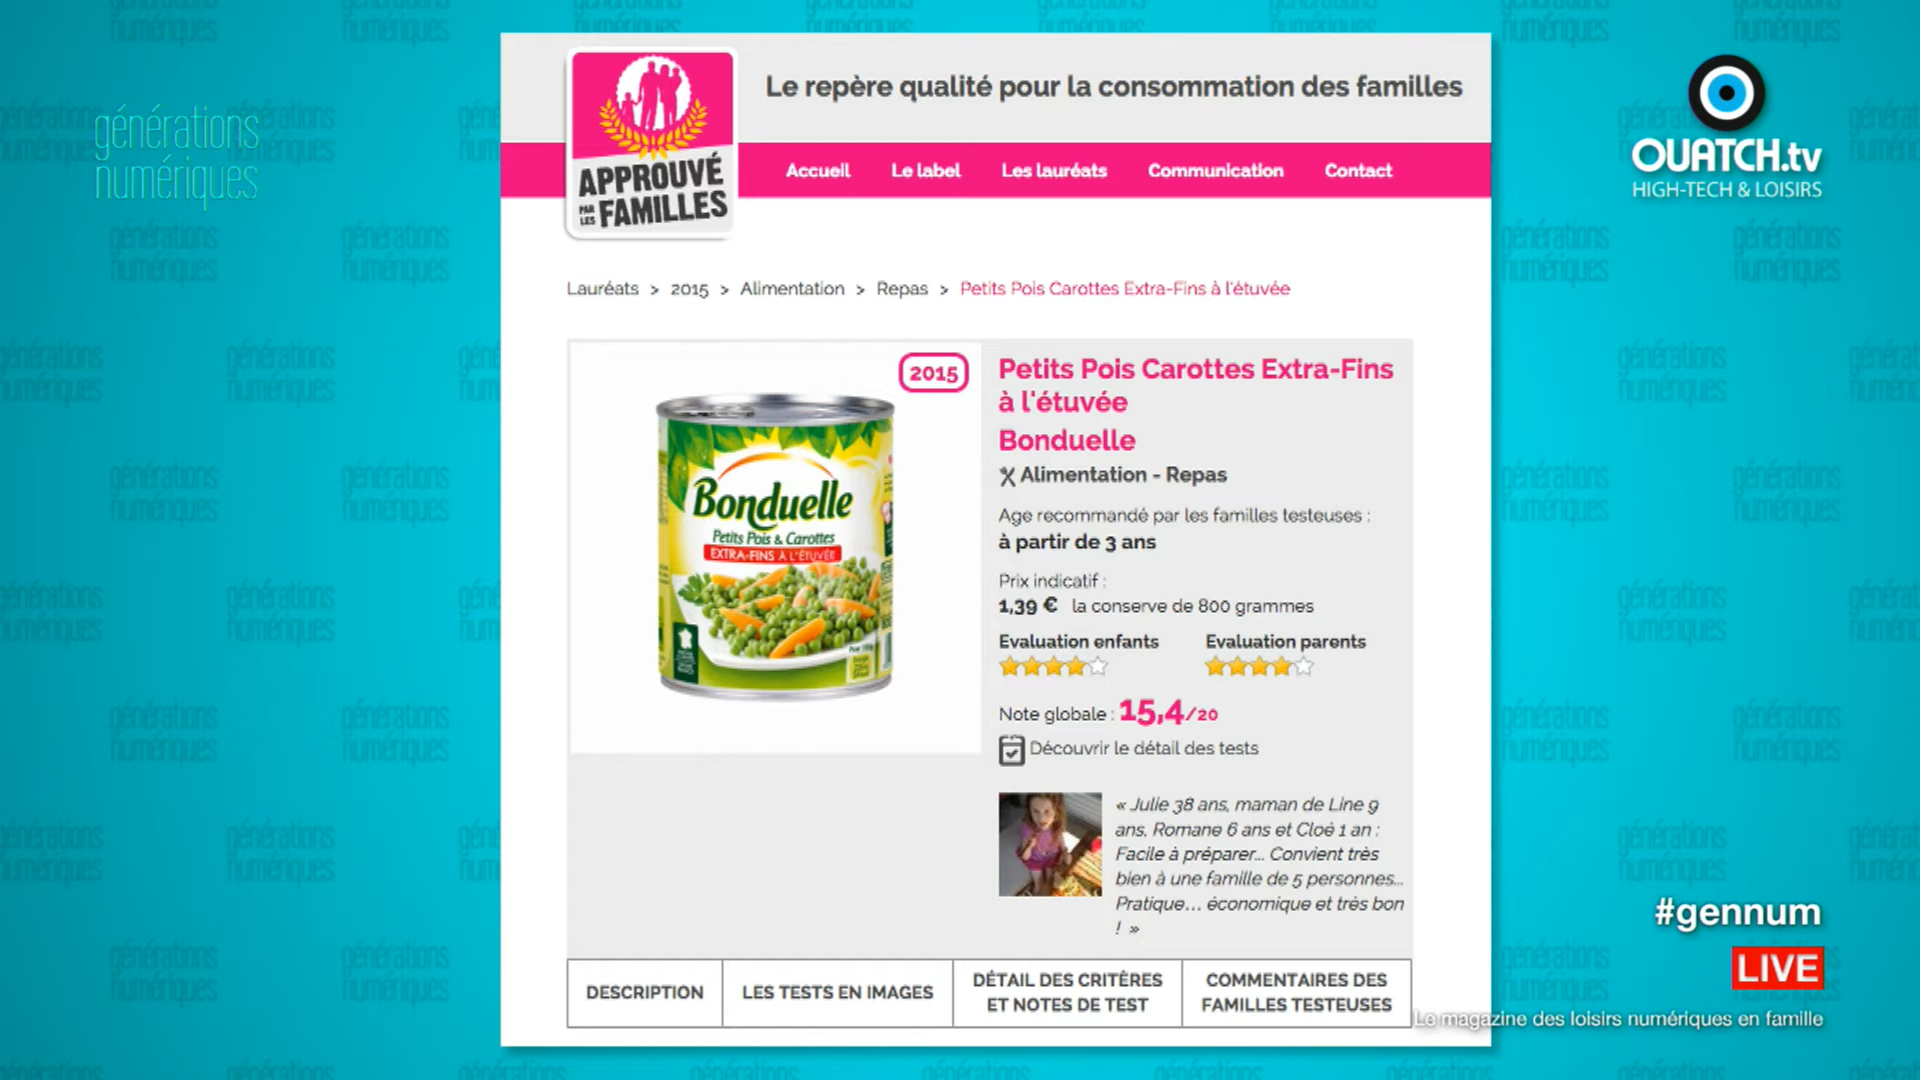 générations
numériques
Le repère qualité pour la consommation des familles
APPROUVÉ
PAR LES FAMILLES
Accueil
Le label
Les lauréats
Communication
Contact
OUATCH.tv
HIGH-TECH & LOISIRS
Lauréats > 2015 > Alimentation > Repas > Petits Pois Carottes Extra-Fins à l'étuvée
2015
Bonduelle
Petits Pois & Carottes
EXTRA-FINS À L'ÉTUVÉE
Petits Pois Carottes Extra-Fins
à l'étuvée
Bonduelle
Alimentation - Repas
Age recommandé par les familles testeuses :
à partir de 3 ans
Prix indicatif :
1,39 € la conserve de 800 grammes
Evaluation enfants
Evaluation parents
Note globale : 15,4/20
Découvrir le détail des tests
« Julie 38 ans, maman de Line 9
ans, Romane 6 ans et Cloé 1 an :
Facile à préparer... Convient très
bien à une famille de 5 personnes...
Pratique... économique et très bon
! »
DESCRIPTION
LES TESTS EN IMAGES
DÉTAIL DES CRITÈRES
ET NOTES DE TEST
COMMENTAIRES DES
FAMILLES TESTEUSES
#gennum
LIVE
Le magazine des loisirs numériques en famille